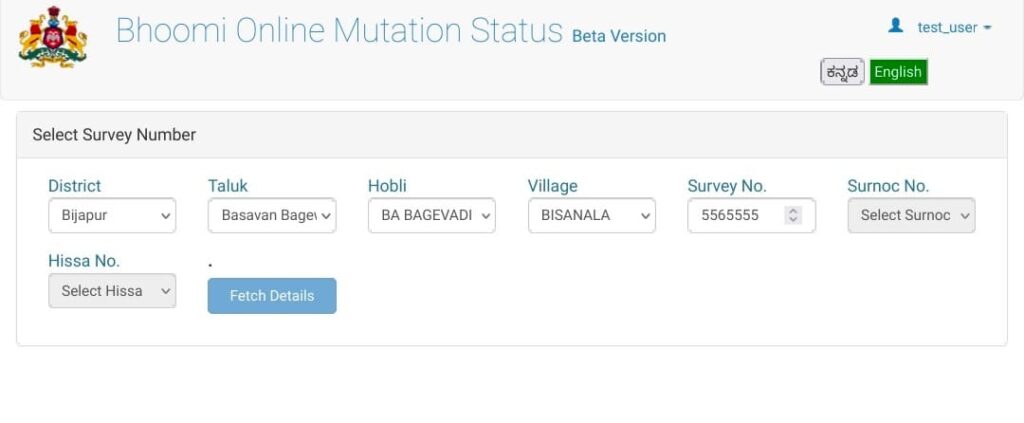 Bhoomi Online Mutation Status Beta Version
test_user
ಕನ್ನಡ English
Select Survey Number
District Taluk Hobli Village Survey No. Surnoc No.
Bijapur Basavan Bagev BA BAGEVADI BISANALA 5565555 Select Surnoc
Hissa No. .
Select Hissa Fetch Details